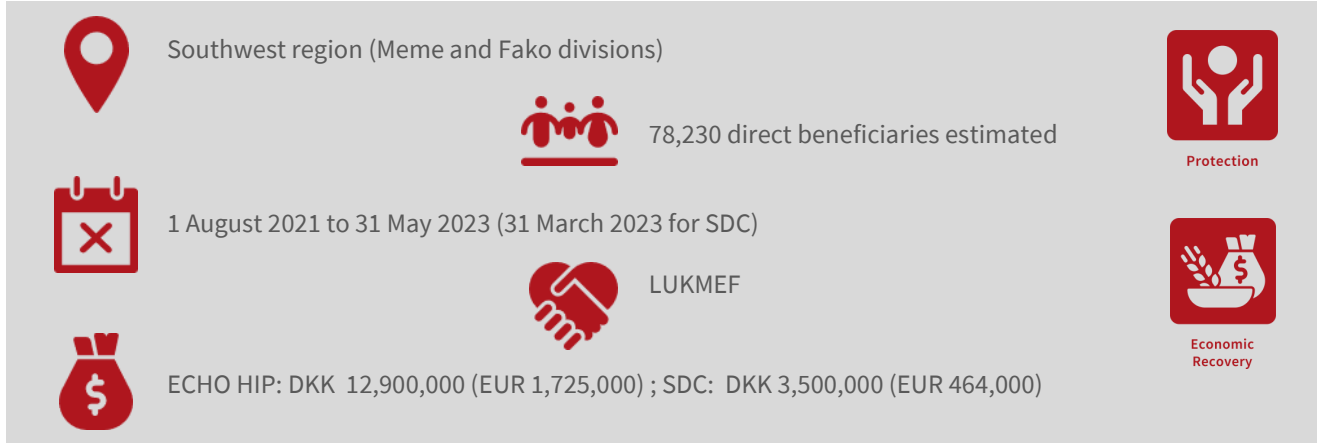 Southwest region (Meme and Fako divisions)
78,230 direct beneficiaries estimated
Protection
1 August 2021 to 31 May 2023 (31 March 2023 for SDC)
LUKMEF
Economic
Recovery
ECHO HIP: DKK  12,900,000 (EUR 1,725,000) ; SDC:  DKK 3,500,000 (EUR 464,000)